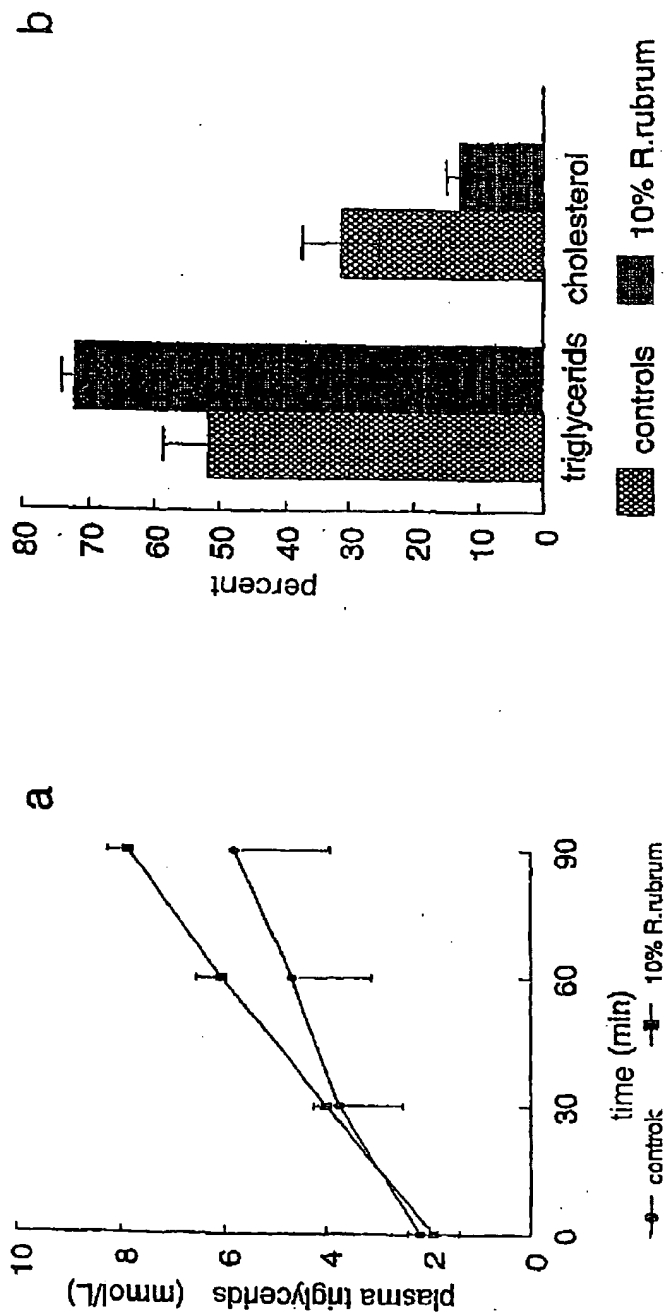 a
10
8
6
4
2
0
plasma triglycerids (mmol/L)
0 30 60 90
time (min)
controk 10% R.rubrum
b
80
70
60
50
40
30
20
10
0
percent
triglycerids cholesterol
controls 10% R.rubrum